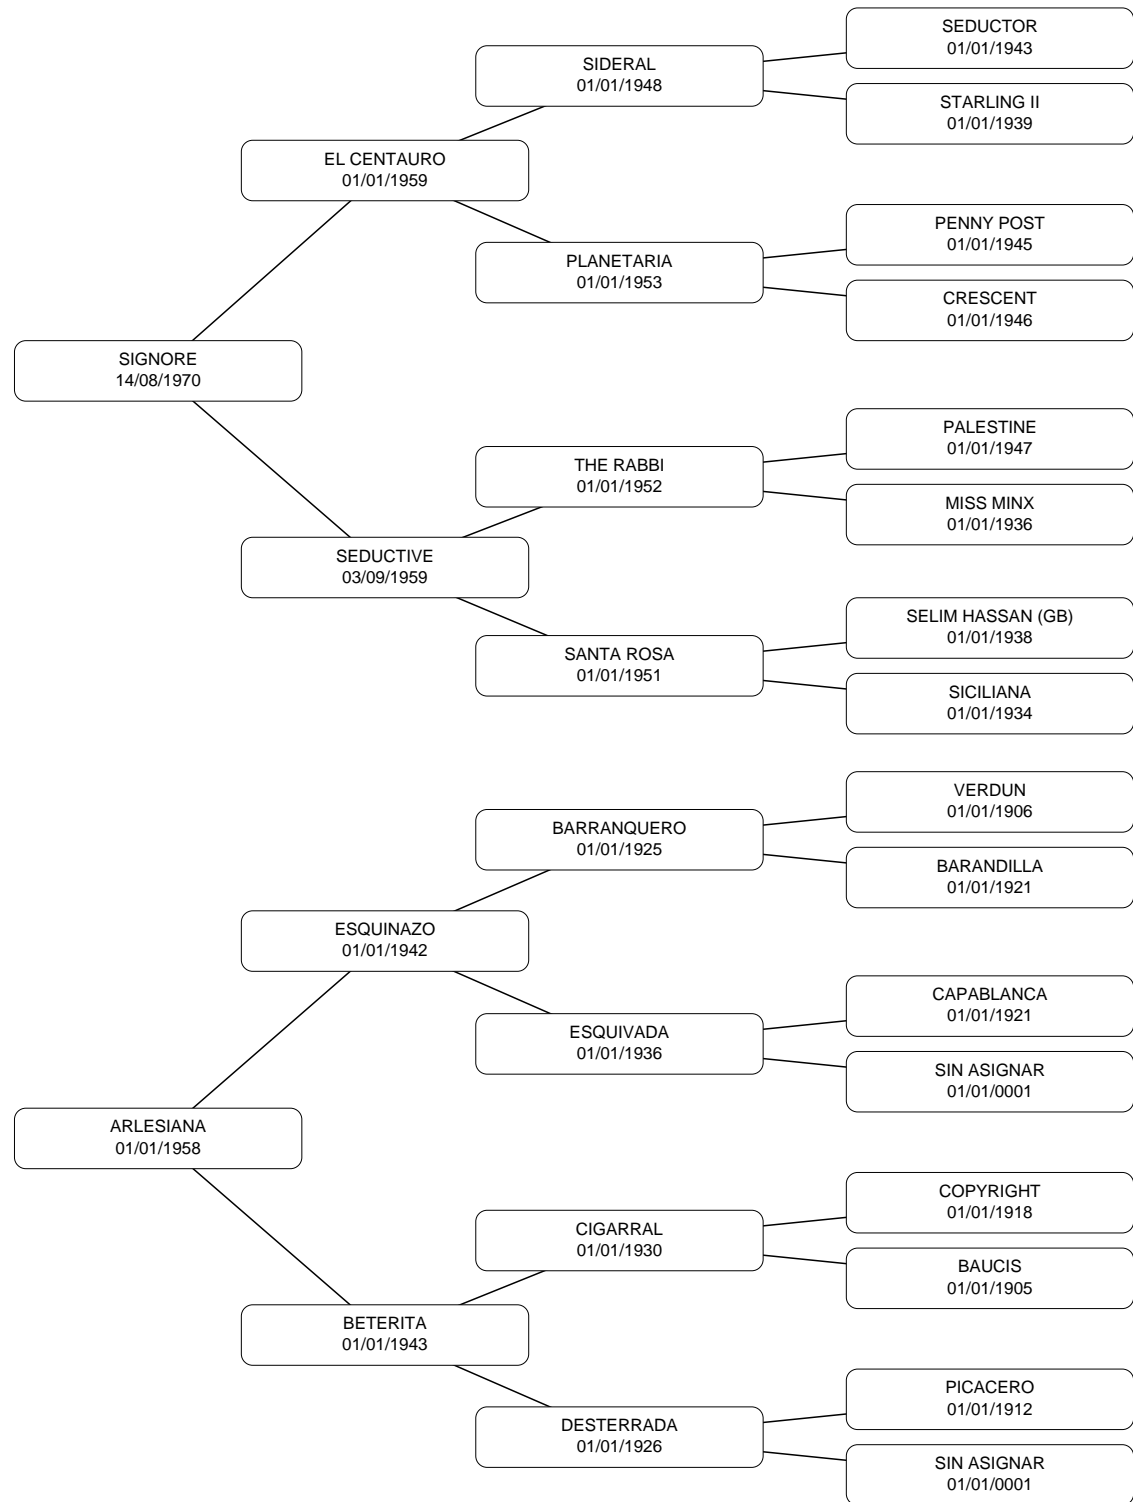 SEDUCTOR
01/01/1943
SIDERAL
01/01/1948
STARLING II
01/01/1939
EL CENTAURO
01/01/1959
PENNY POST
01/01/1945
PLANETARIA
01/01/1953
CRESCENT
01/01/1946
SIGNORE
14/08/1970
PALESTINE
01/01/1947
THE RABBI
01/01/1952
MISS MINX
01/01/1936
SEDUCTIVE
03/09/1959
SELIM HASSAN (GB)
01/01/1938
SANTA ROSA
01/01/1951
SICILIANA
01/01/1934
VERDUN
01/01/1906
BARRANQUERO
01/01/1925
BARANDILLA
01/01/1921
ESQUINAZO
01/01/1942
CAPABLANCA
01/01/1921
ESQUIVADA
01/01/1936
SIN ASIGNAR
01/01/0001
ARLESIANA
01/01/1958
COPYRIGHT
01/01/1918
CIGARRAL
01/01/1930
BAUCIS
01/01/1905
BETERITA
01/01/1943
PICACERO
01/01/1912
DESTERRADA
01/01/1926
SIN ASIGNAR
01/01/0001